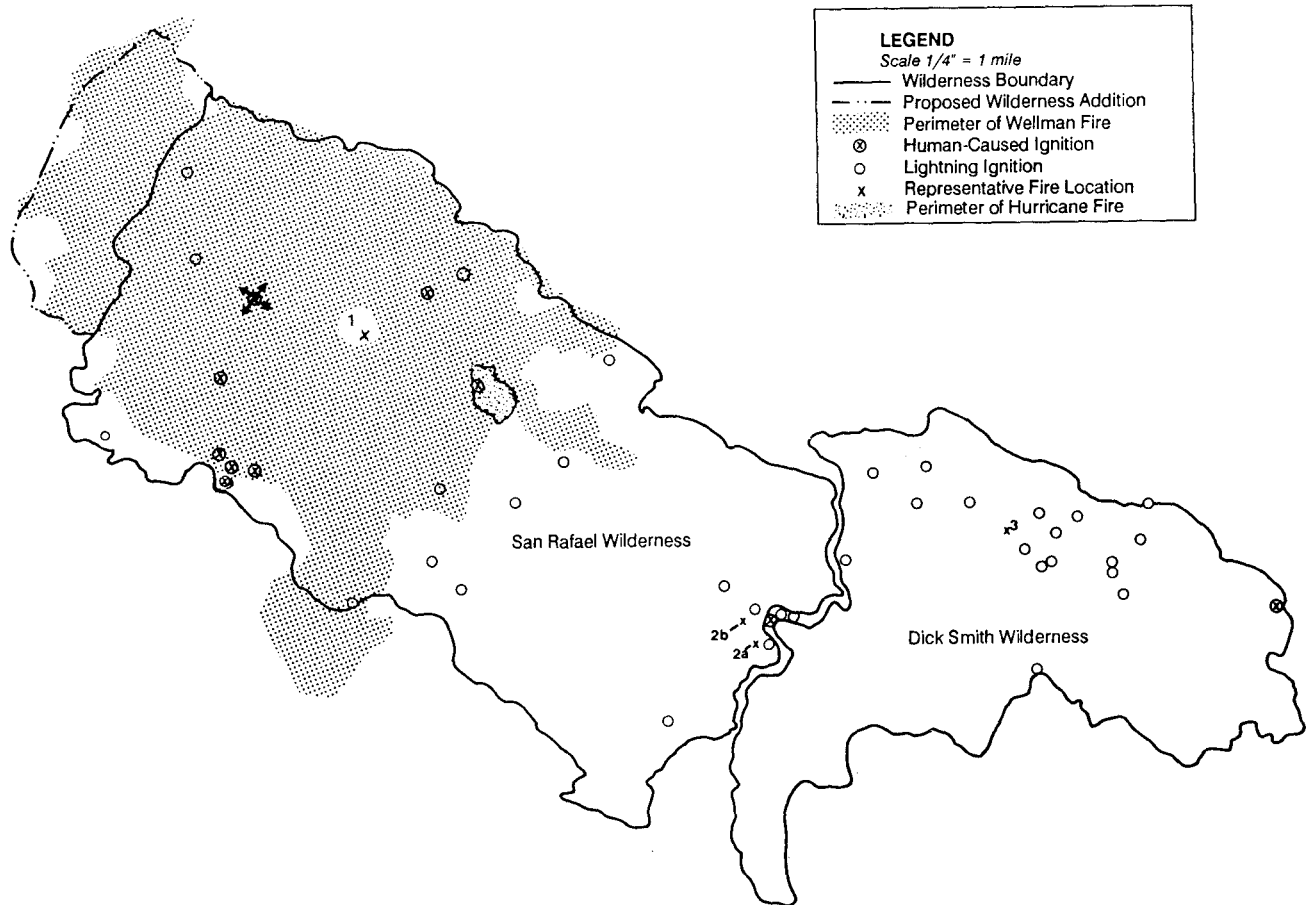 LEGEND
Scale 1/4" = 1 mile
Wilderness Boundary
Proposed Wilderness Addition
Perimeter of Wellman Fire
Human-Caused Ignition
Lightning Ignition
x Representative Fire Location
Perimeter of Hurricane Fire
1
x
San Rafael Wilderness
x3
2b
x
2a
x
Dick Smith Wilderness